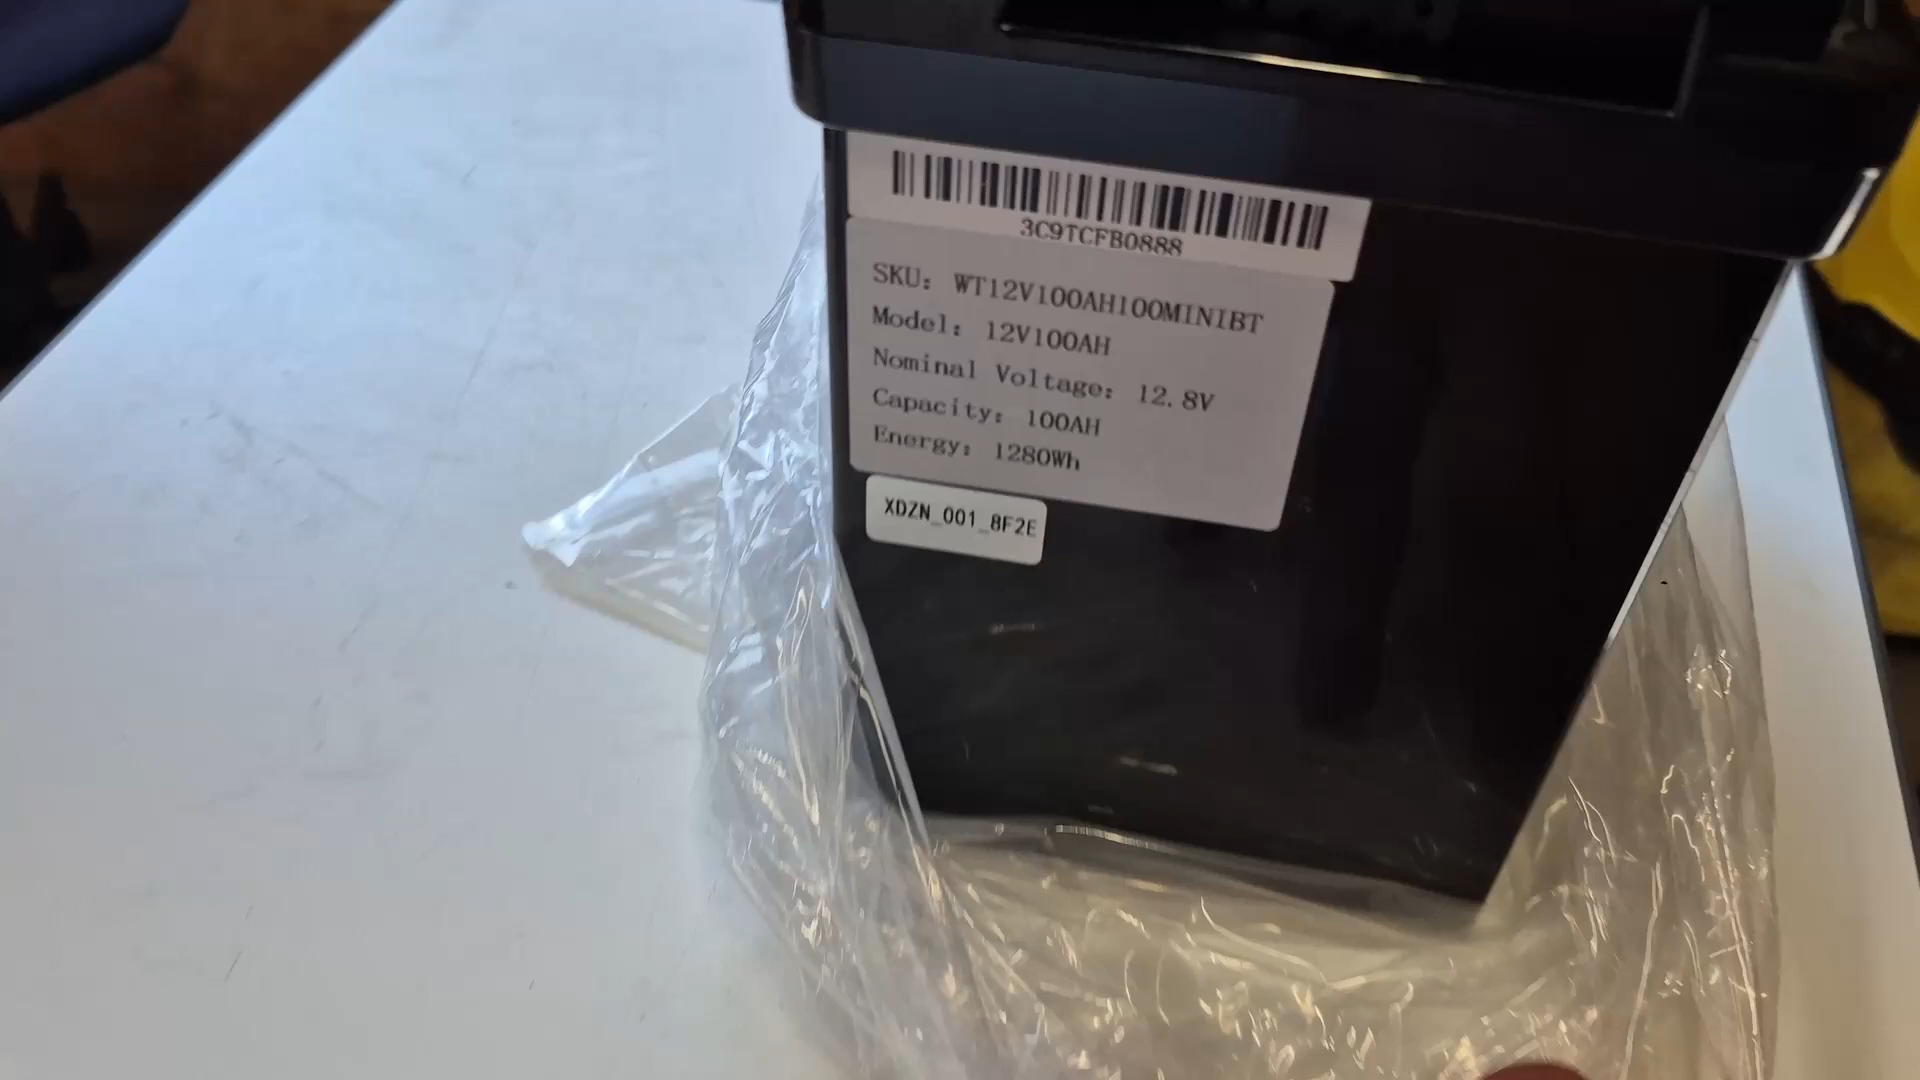 3C9TCFB0888
SKU: WT12V100AH100MINIBT
Model: 12V100AH
Nominal Voltage: 12.8V
Capacity: 100AH
Energy: 1280Wh
XDZN_001_8F2E